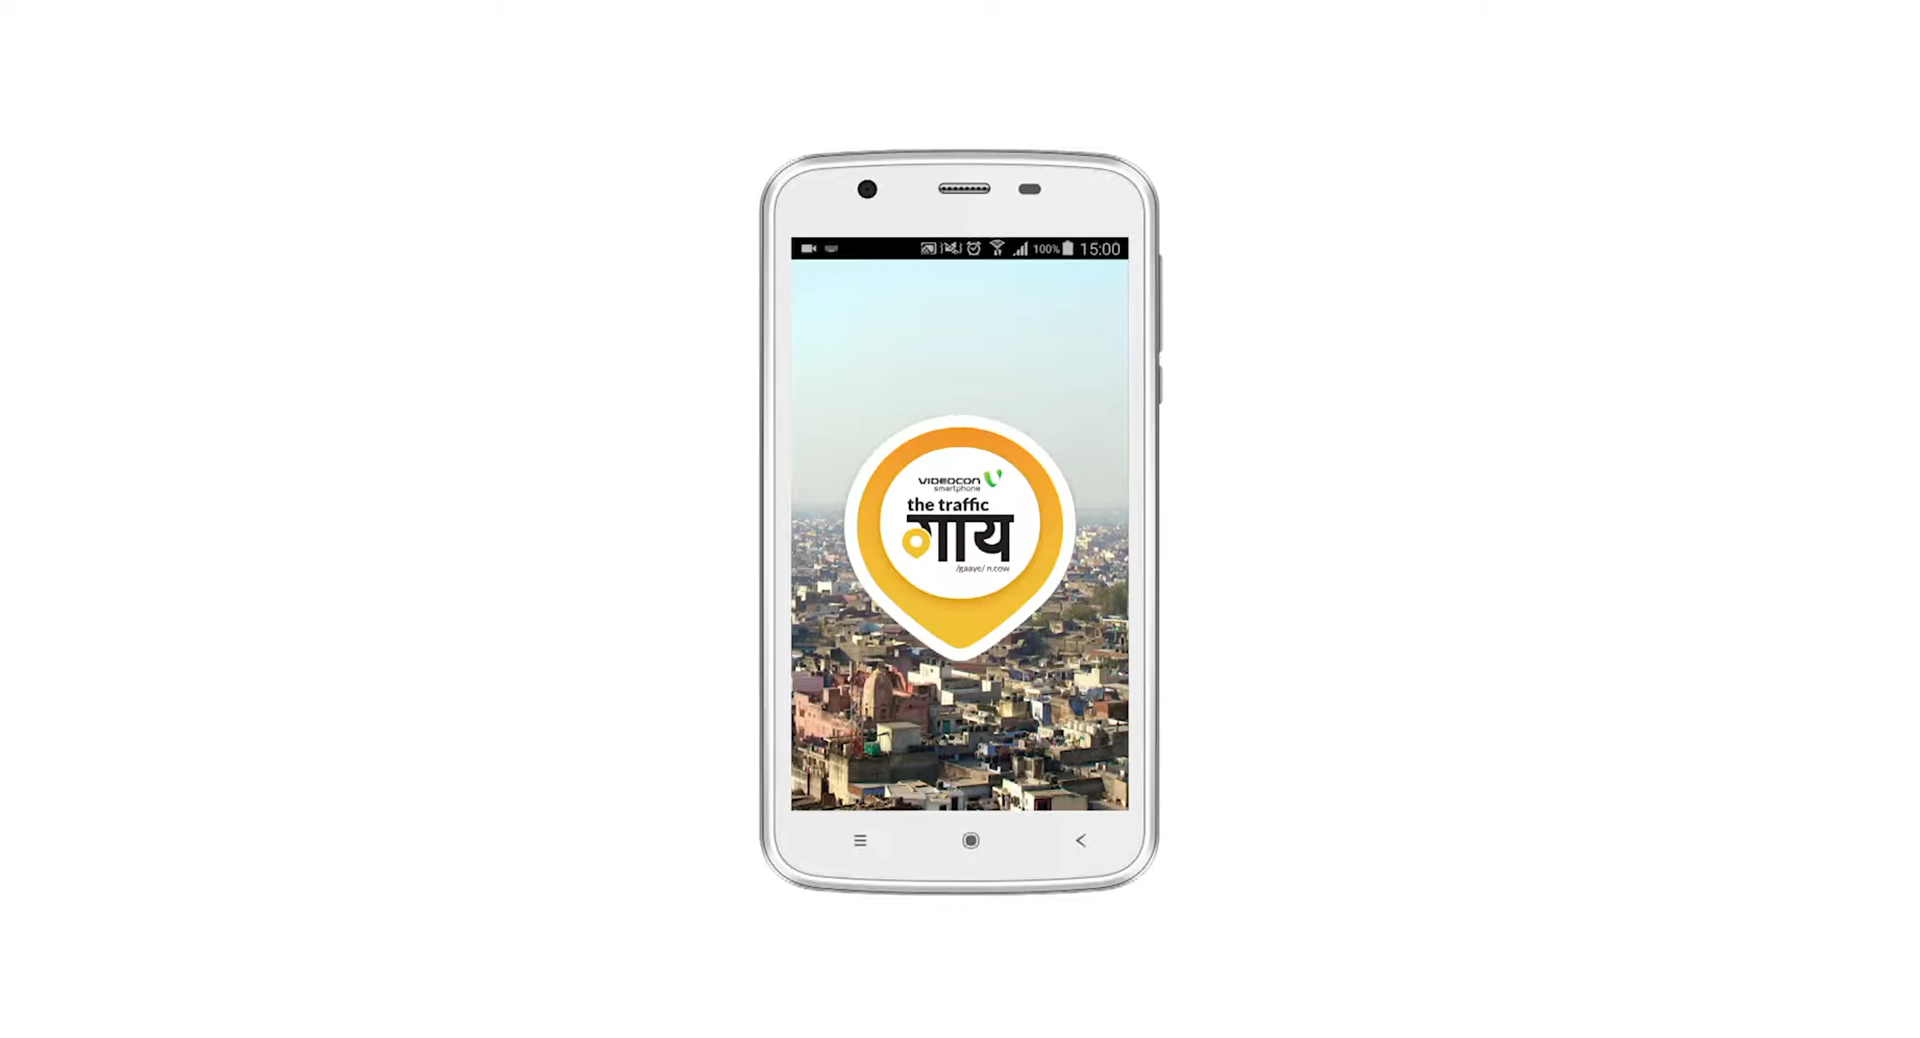 100% 15:00
VIDEOCON
smartphone
the traffic
गाय
/gaaye/ n.cow